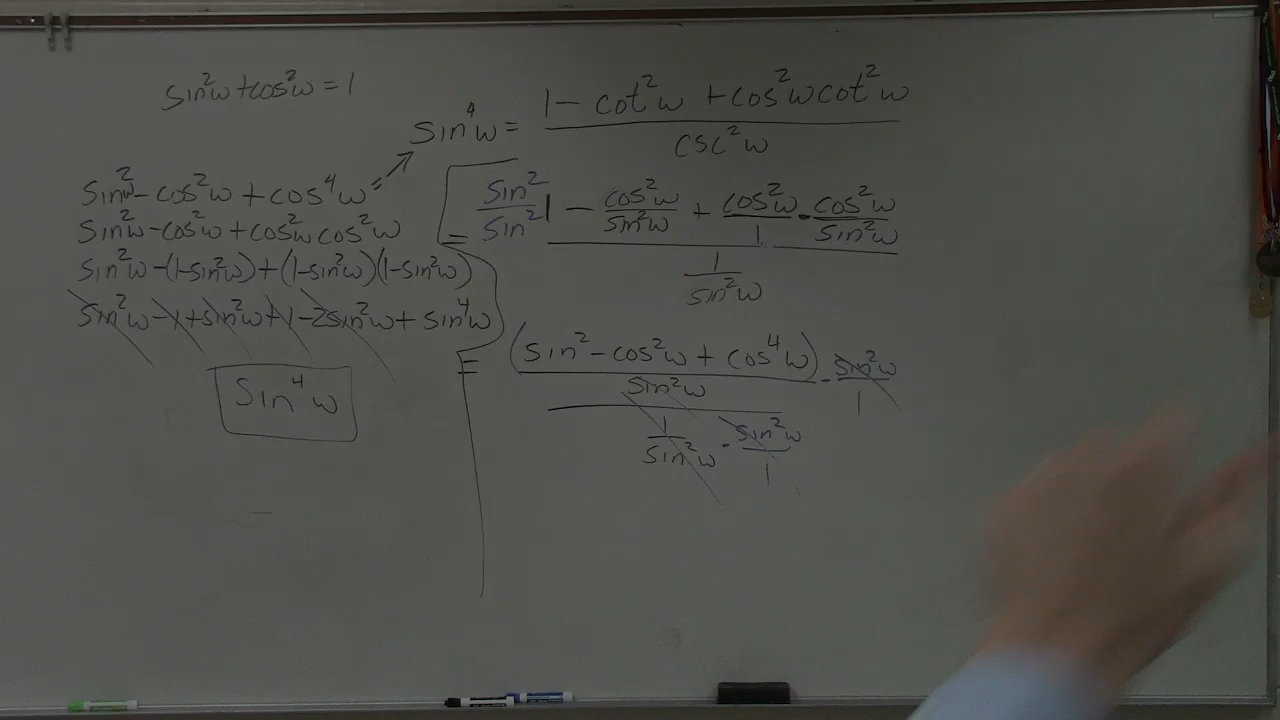 sin²w + cos²w = 1
sin⁴w = (1 - cot²w + cos²w cot²w) / csc²w
sin²w - cos²w + cos⁴w =
sin²w - cos²w + cos²w cos²w
sin²w - (1-sin²w) + (1-sin²w)(1-sin²w)
sin²w - 1 + sin²w + 1 - 2sin²w + sin⁴w
sin⁴w
= (sin²/sin² 1 - cos²w/sin²w + cos²w/1 · cos²w/sin²w) / (1/sin²w)
= ((sin² - cos²w + cos⁴w)/sin²w · sin²w/1) / (1/sin²w · sin²w/1)